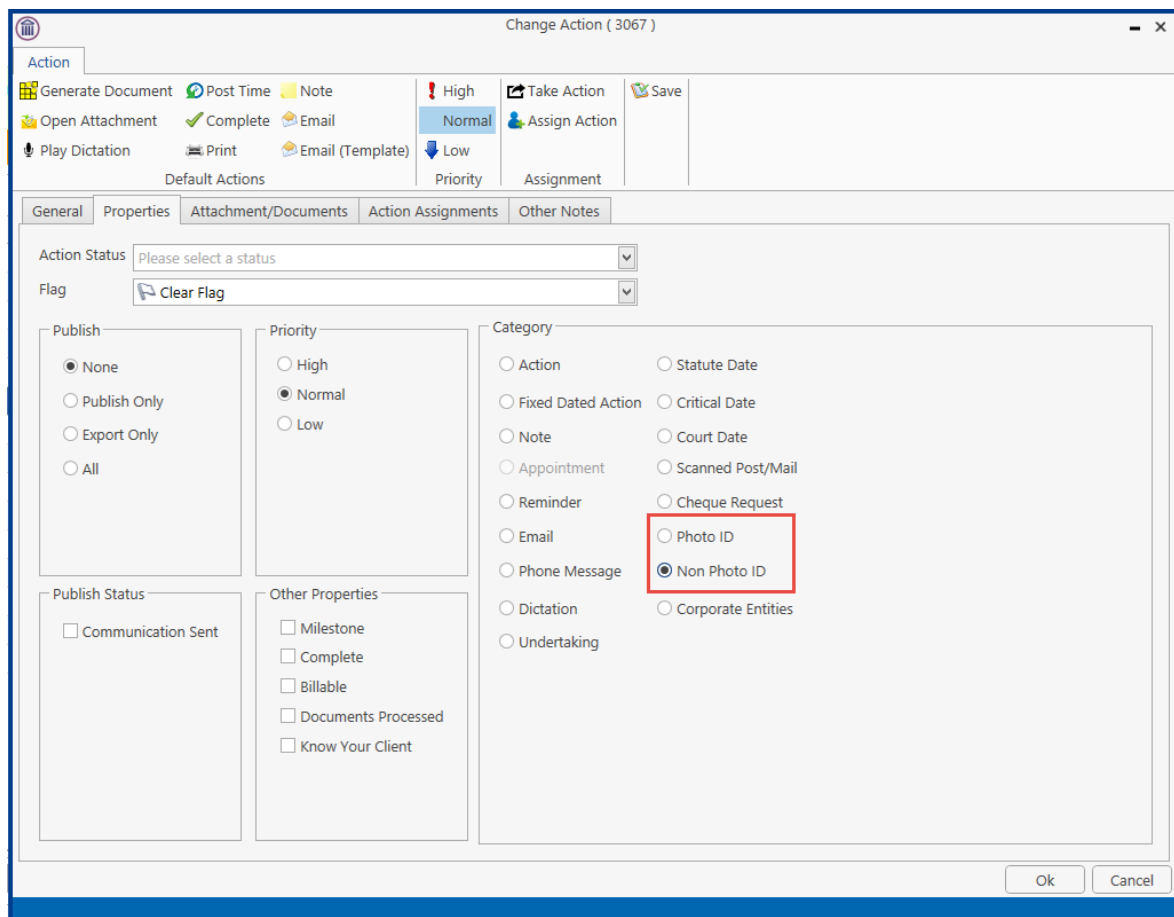 Change Action ( 3067 )
Action
Generate Document Post Time Note High Take Action Save
Open Attachment Complete Email Normal Assign Action
Play Dictation Print Email (Template) Low
Default Actions Priority Assignment
General Properties Attachment/Documents Action Assignments Other Notes
Action Status Please select a status
Flag Clear Flag
Publish Priority Category
None High Action Statute Date
Publish Only Normal Fixed Dated Action Critical Date
Export Only Low Note Court Date
All Appointment Scanned Post/Mail
Reminder Cheque Request
Email Photo ID
Phone Message Non Photo ID
Publish Status Other Properties Dictation Corporate Entities
Communication Sent Milestone Undertaking
Complete
Billable
Documents Processed
Know Your Client
Ok Cancel